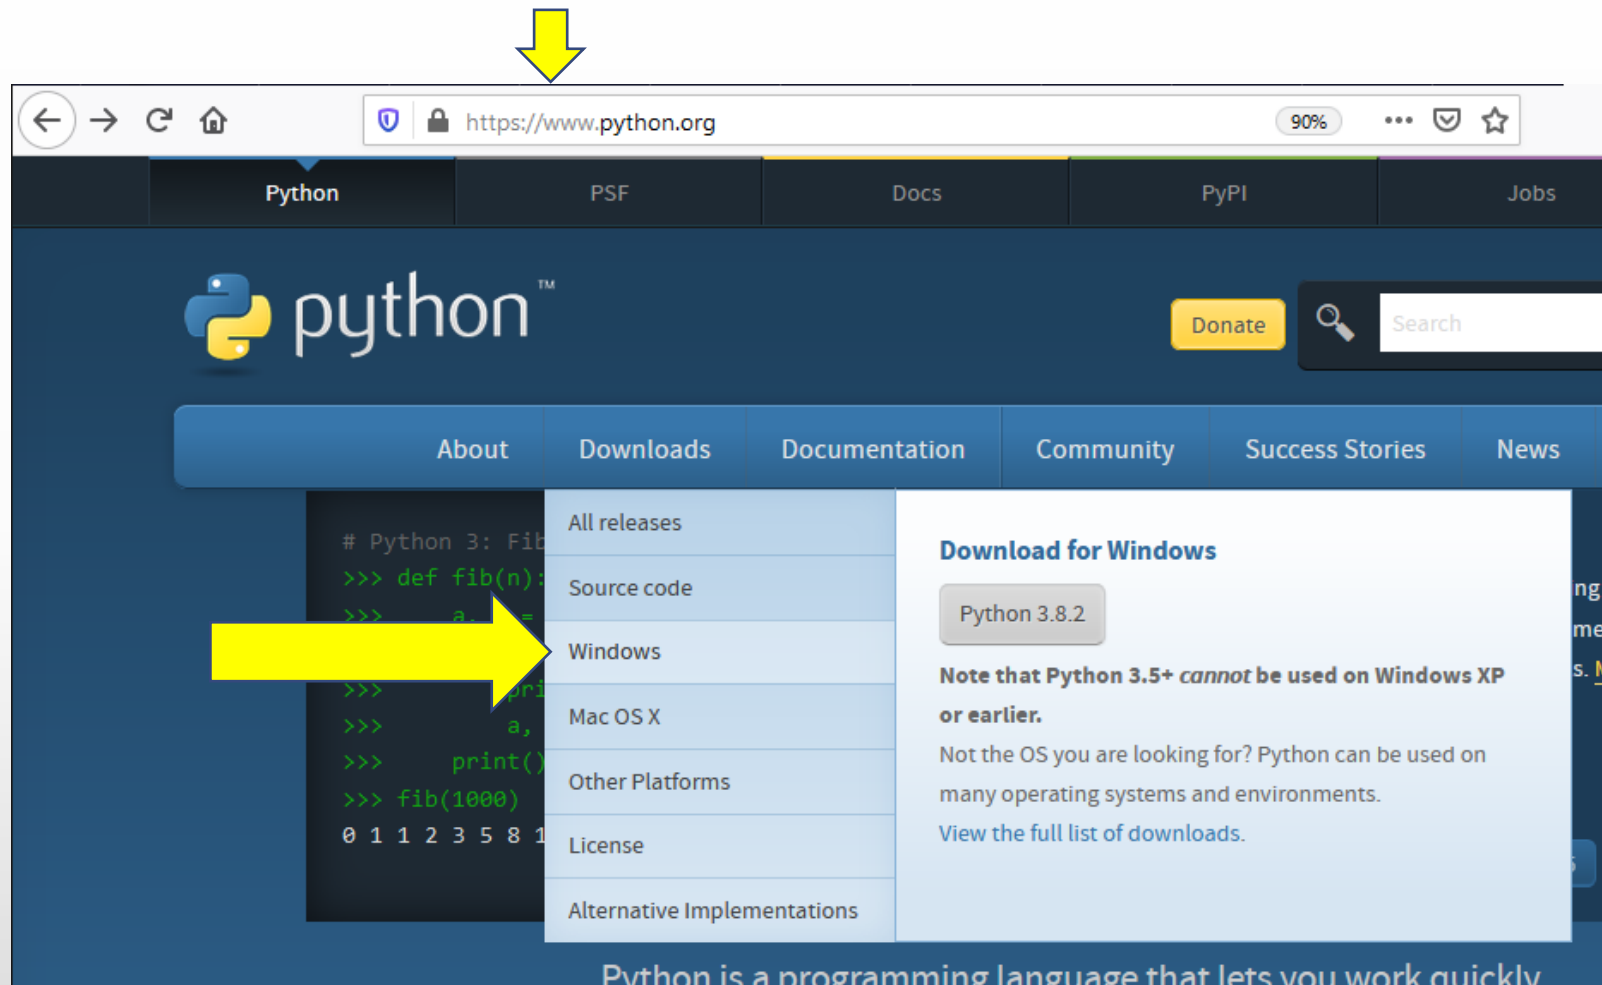 https://www.python.org
90%
Python
PSF
Docs
PyPI
Jobs
python™
Donate
Search
About
Downloads
Documentation
Community
Success Stories
News
All releases
Source code
Windows
Mac OS X
Other Platforms
License
Alternative Implementations
Download for Windows
Python 3.8.2
Note that Python 3.5+ cannot be used on Windows XP
or earlier.
Not the OS you are looking for? Python can be used on
many operating systems and environments.
View the full list of downloads.
# Python 3: Fib
>>> def fib(n):
>>> a, =
>>> pri
>>> a,
>>> print()
>>> fib(1000)
0 1 1 2 3 5 8 1
ng
me
s.
Python is a programming language that lets you work quickly